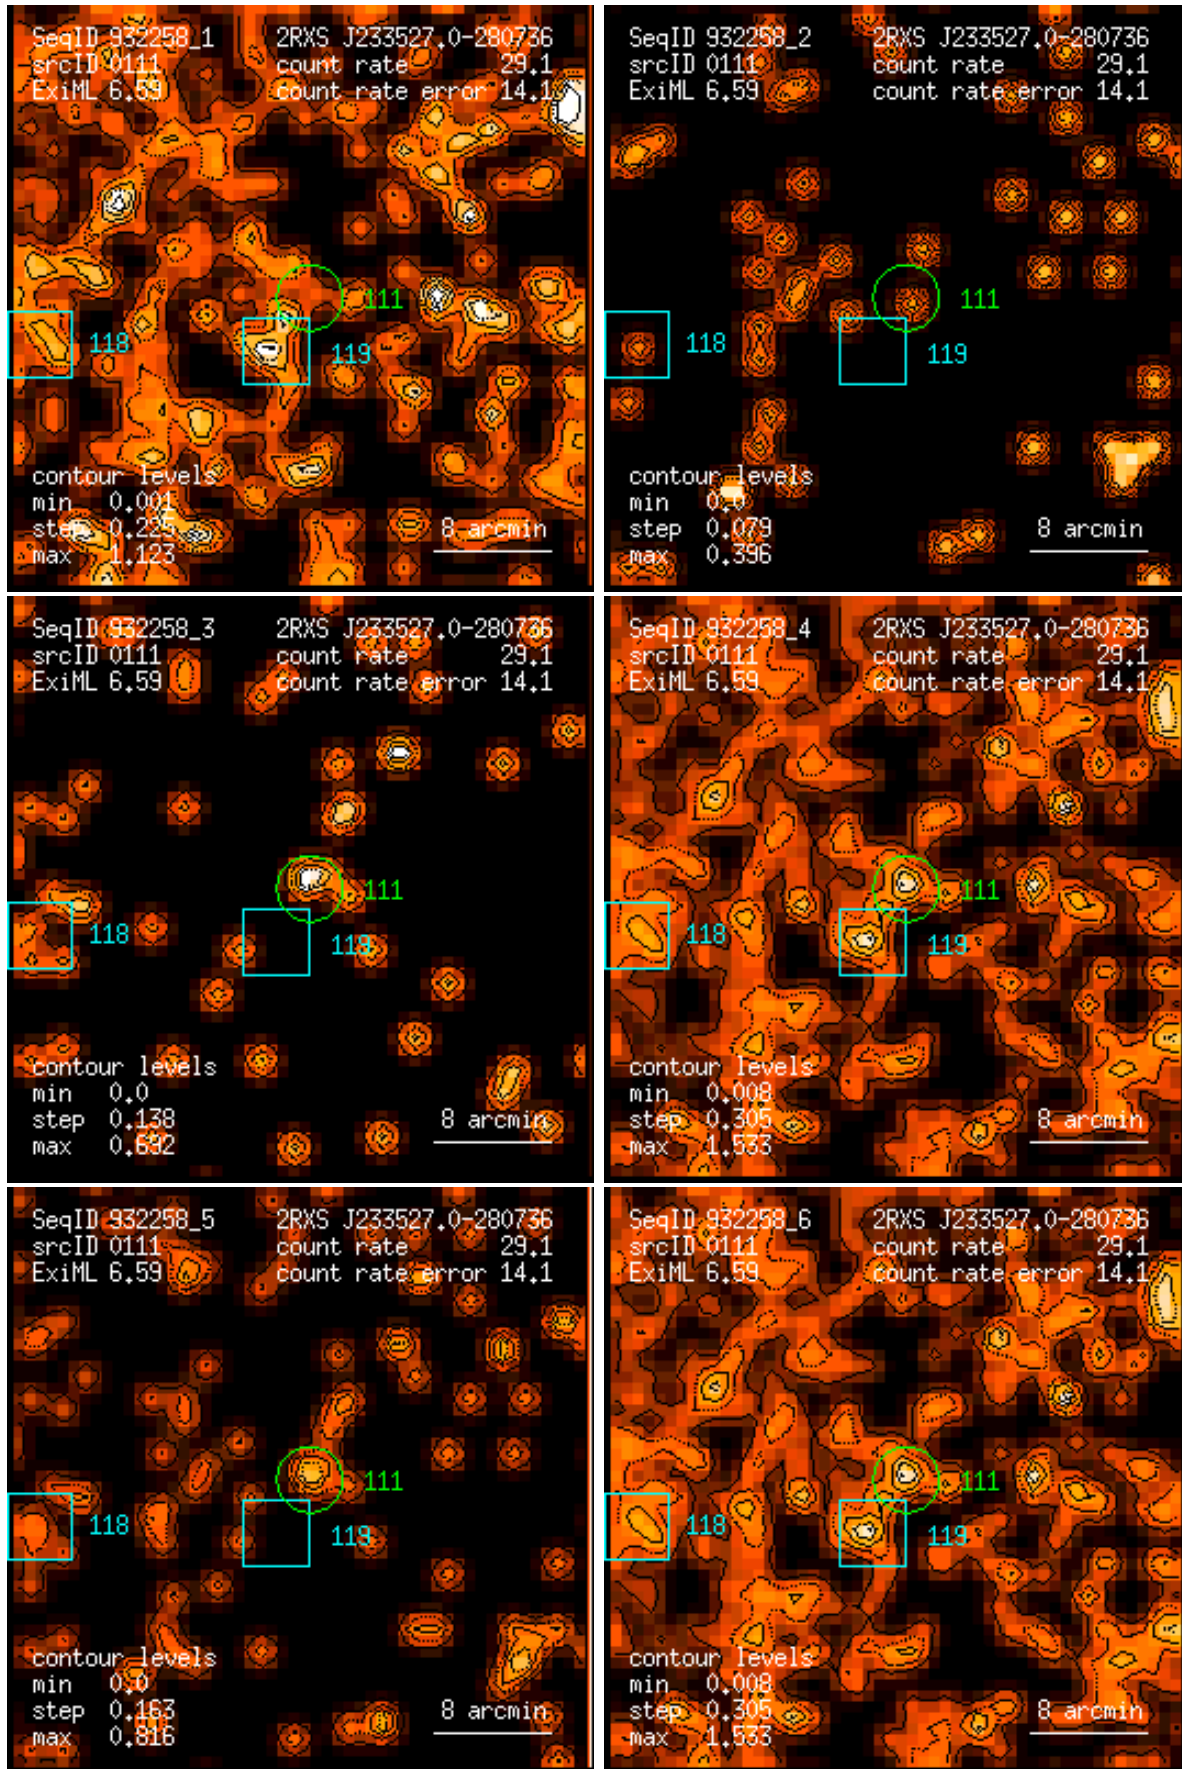 SeqID 932258_1 2RXS J233527.0-280736
srcID 0111 count rate 29.1
ExiML 6.59 count rate error 14.1
111
118
119
contour levels
min 0.001
step 0.225 8 arcmin
max 1.123
SeqID 932258_2 2RXS J233527.0-280736
srcID 0111 count rate 29.1
ExiML 6.59 count rate error 14.1
111
118
119
contour levels
min 0.0
step 0.079 8 arcmin
max 0.396
SeqID 932258_3 2RXS J233527.0-280736
srcID 0111 count rate 29.1
ExiML 6.59 count rate error 14.1
111
118
119
contour levels
min 0.0
step 0.138 8 arcmin
max 0.692
SeqID 932258_4 2RXS J233527.0-280736
srcID 0111 count rate 29.1
ExiML 6.59 count rate error 14.1
111
118
119
contour levels
min 0.008
step 0.305 8 arcmin
max 1.533
SeqID 932258_5 2RXS J233527.0-280736
srcID 0111 count rate 29.1
ExiML 6.59 count rate error 14.1
111
118
119
contour levels
min 0.0
step 0.163 8 arcmin
max 0.816
SeqID 932258_6 2RXS J233527.0-280736
srcID 0111 count rate 29.1
ExiML 6.59 count rate error 14.1
111
118
119
contour levels
min 0.008
step 0.305 8 arcmin
max 1.533